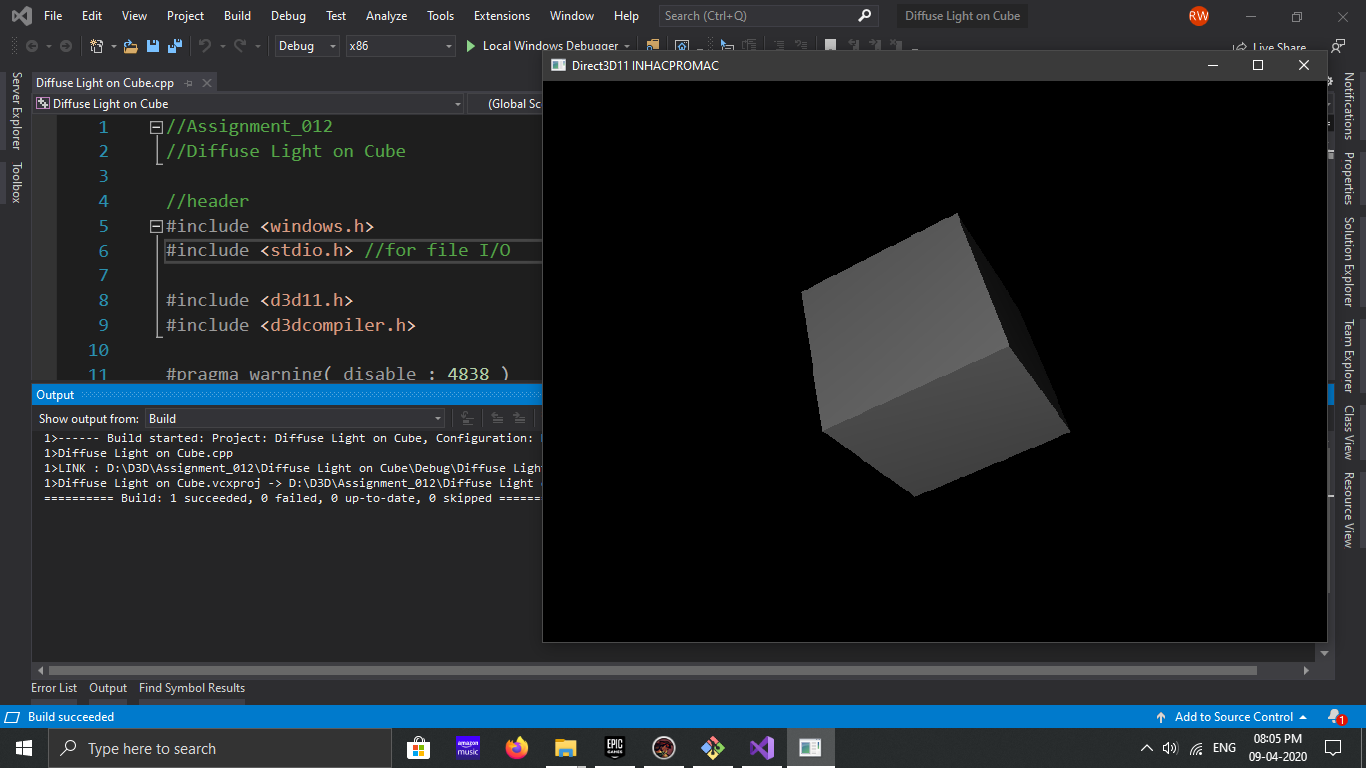 File Edit View Project Build Debug Test Analyze Tools Extensions Window Help Search (Ctrl+Q) Diffuse Light on Cube RW
Debug x86 Local Windows Debugger Live Share
Direct3D11 INHACPROMAC
Diffuse Light on Cube.cpp
Diffuse Light on Cube (Global Sc
1 //Assignment_012
2 //Diffuse Light on Cube
3
4 //header
5 #include <windows.h>
6 #include <stdio.h> //for file I/O
7
8 #include <d3d11.h>
9 #include <d3dcompiler.h>
10
11 #pragma warning( disable : 4838 )
Server Explorer
Toolbox
Notifications
Properties
Solution Explorer
Team Explorer
Class View
Resource View
Output
Show output from: Build
1>------ Build started: Project: Diffuse Light on Cube, Configuration:
1>Diffuse Light on Cube.cpp
1>LINK : D:\D3D\Assignment_012\Diffuse Light on Cube\Debug\Diffuse Ligh
1>Diffuse Light on Cube.vcxproj -> D:\D3D\Assignment_012\Diffuse Light
========== Build: 1 succeeded, 0 failed, 0 up-to-date, 0 skipped ======
Error List Output Find Symbol Results
Build succeeded Add to Source Control 1
Type here to search amazon music EPIC GAMES ENG 08:05 PM
09-04-2020